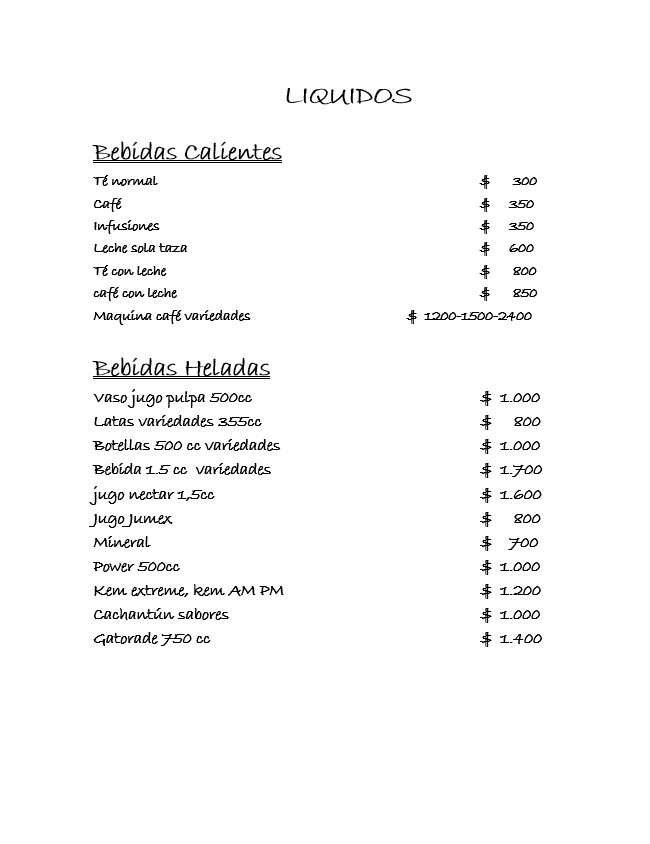 LIQUIDOS
Bebidas Calientes
Té normal $ 300
Café $ 350
Infusiones $ 350
Leche sola taza $ 600
Té con leche $ 800
café con leche $ 850
Maquina café variedades $ 1200-1500-2400
Bebidas Heladas
Vaso jugo pulpa 500cc $ 1.000
Latas variedades 355cc $ 800
Botellas 500 cc variedades $ 1.000
Bebida 1.5 cc variedades $ 1.700
jugo nectar 1,5cc $ 1.600
Jugo Jumex $ 800
Mineral $ 700
Power 500cc $ 1.000
Kem extreme, kem AM PM $ 1.200
Cachantún sabores $ 1.000
Gatorade 750 cc $ 1.400